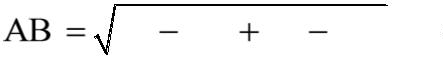 AB = √ − + −